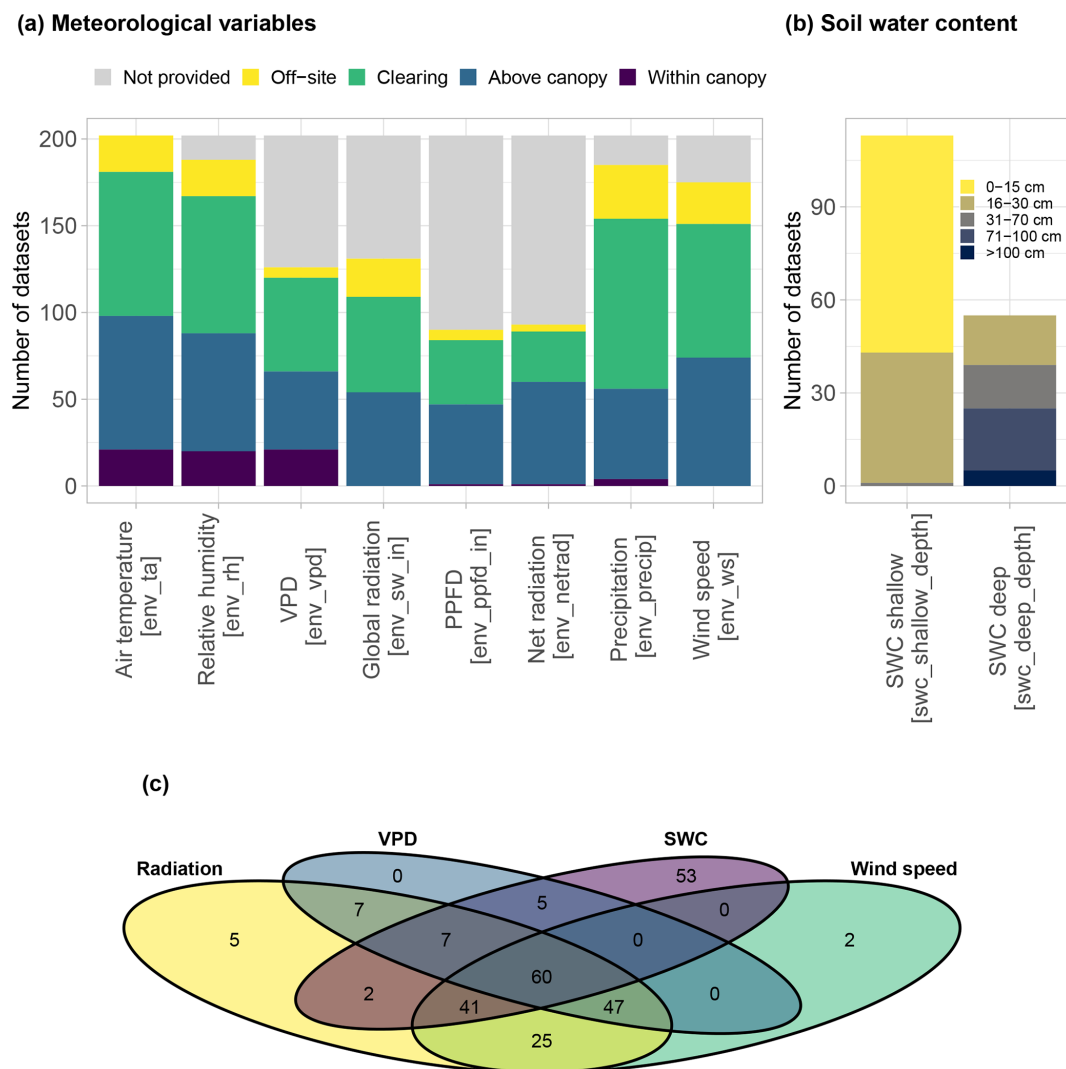 (a) Meteorological variables
Not provided Off−site Clearing Above canopy Within canopy
Number of datasets
200
150
100
50
0
Air temperature
[env_ta]
Relative humidity
[env_rh]
VPD
[env_vpd]
Global radiation
[env_sw_in]
PPFD
[env_ppfd_in]
Net radiation
[env_netrad]
Precipitation
[env_precip]
Wind speed
[env_ws]
(b) Soil water content
Number of datasets
90
60
30
0
0−15 cm
16−30 cm
31−70 cm
71−100 cm
>100 cm
SWC shallow
[swc_shallow_depth]
SWC deep
[swc_deep_depth]
(c)
VPD SWC
Radiation Wind speed
0 53
7 5 0
5 7 0 2
60
2 41 47 0
25